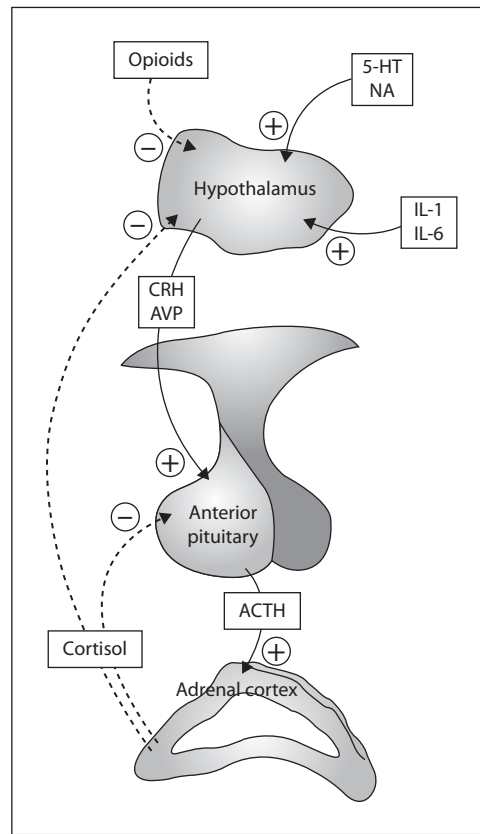 Opioids
5-HT
NA
−
+
Hypothalamus
−
IL-1
IL-6
+
CRH
AVP
+
−
Anterior
pituitary
ACTH
Cortisol
+
Adrenal cortex